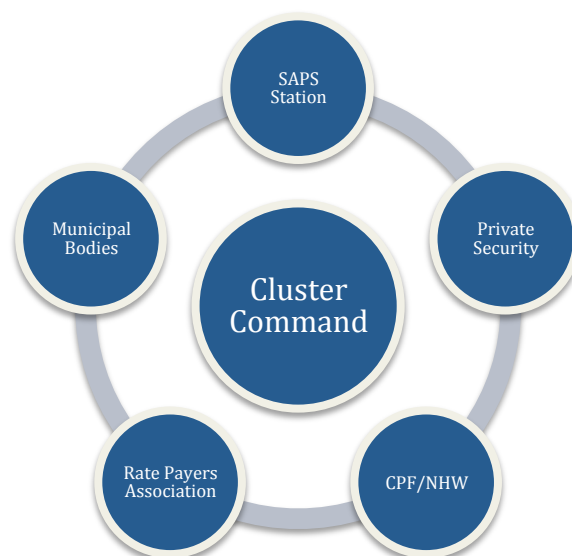 SAPS
Station
Private
Security
CPF/NHW
Rate Payers
Association
Municipal
Bodies
Cluster
Command